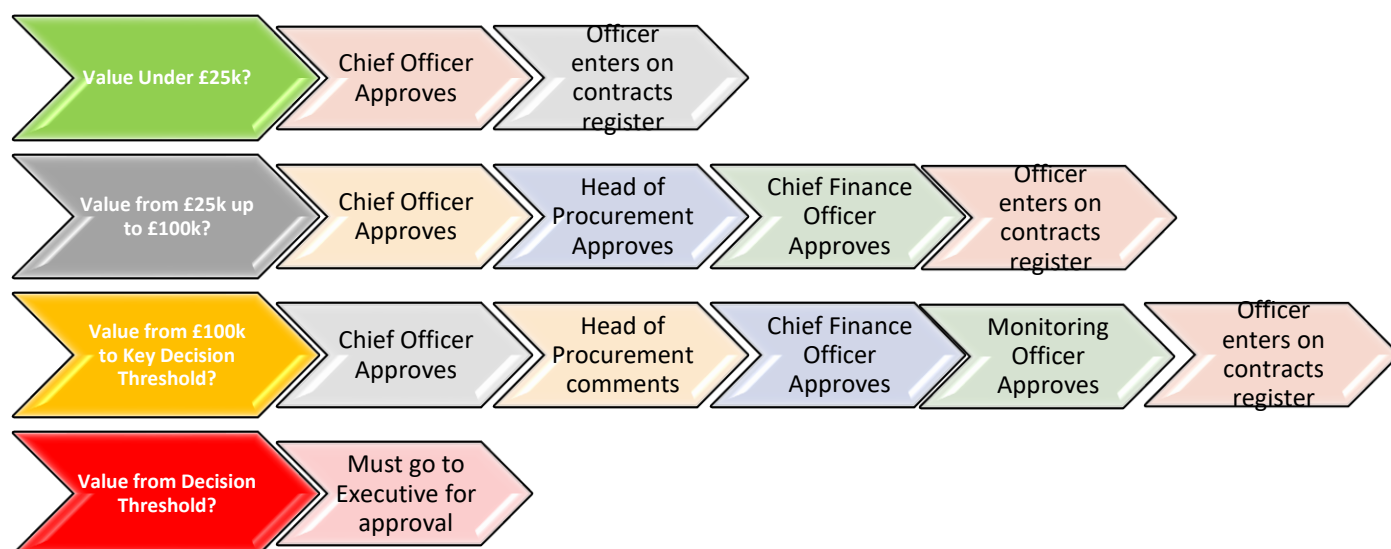 Value Under £25k?
Chief Officer
Approves
Officer
enters on
contracts
register
Value from £25k up
to £100k?
Chief Officer
Approves
Head of
Procurement
Approves
Chief Finance
Officer
Approves
Officer
enters on
contracts
register
Value from £100k
to Key Decision
Threshold?
Chief Officer
Approves
Head of
Procurement
comments
Chief Finance
Officer
Approves
Monitoring
Officer
Approves
Officer
enters on
contracts
register
Value from Decision
Threshold?
Must go to
Executive for
approval